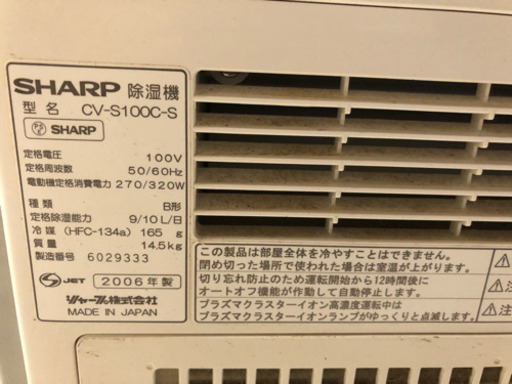 SHARP 除湿機
型名 CV-S100C-S
SHARP
定格電圧 100V
定格周波数 50/60Hz
電動機定格消費電力 270/320W
種類 B形
定格除湿能力 9/10L/B
冷媒 (HFC-134a) 165 g
質量 14.5kg
製造番号 6029333
JET 2006年製
シャープ株式会社
MADE IN JAPAN
この製品は部屋全体を冷やすことはできません。
閉め切った場所で使われた場合は室温が上がります。
切り忘れ防止のため運転開始から12時間後に
オートオフ機能が作動して自動で停止します。
プラズマクラスターイオン高濃度運転中は
プラズマクラスターイオンランプがゆっくりと点滅します。
注